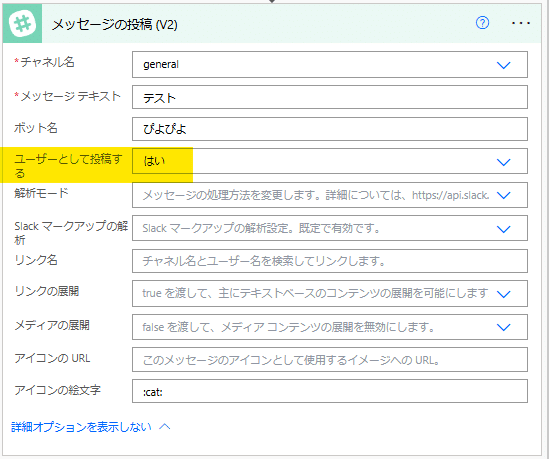 メッセージの投稿 (V2)
*チャネル名 general
*メッセージ テキスト テスト
ボット名 ぴよぴよ
ユーザーとして投稿す
る はい
解析モード メッセージの処理方法を変更します。詳細については、https://api.slack.
Slack マークアップの解
析 Slack マークアップの解析設定。既定で有効です。
リンク名 チャネル名とユーザー名を検索してリンクします。
リンクの展開 true を渡して、主にテキストベースのコンテンツの展開を可能にします
メディアの展開 false を渡して、メディア コンテンツの展開を無効にします。
アイコンの URL このメッセージのアイコンとして使用するイメージへの URL。
アイコンの絵文字 :cat:
詳細オプションを表示しない